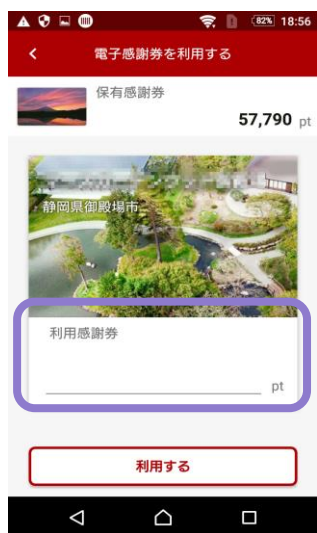 82% 18:56
電子感謝券を利用する
保有感謝券
57,790 pt
静岡県御殿場市
利用感謝券
pt
利用する